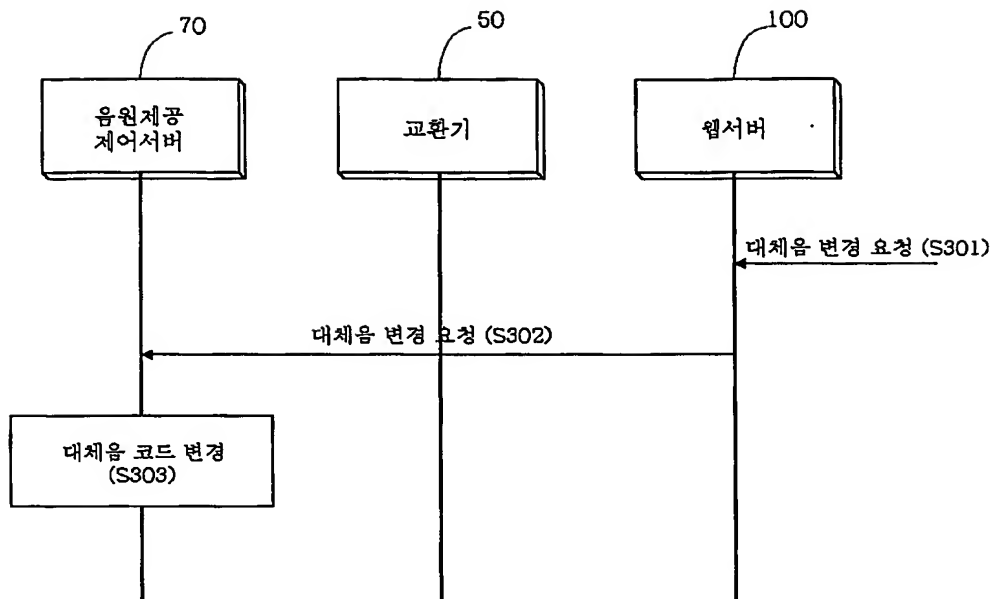 70
50
100
음원제공
제어서버
교환기
웹서버
대체음 변경 요청 (S301)
대체음 변경 요청 (S302)
대체음 코드 변경
(S303)